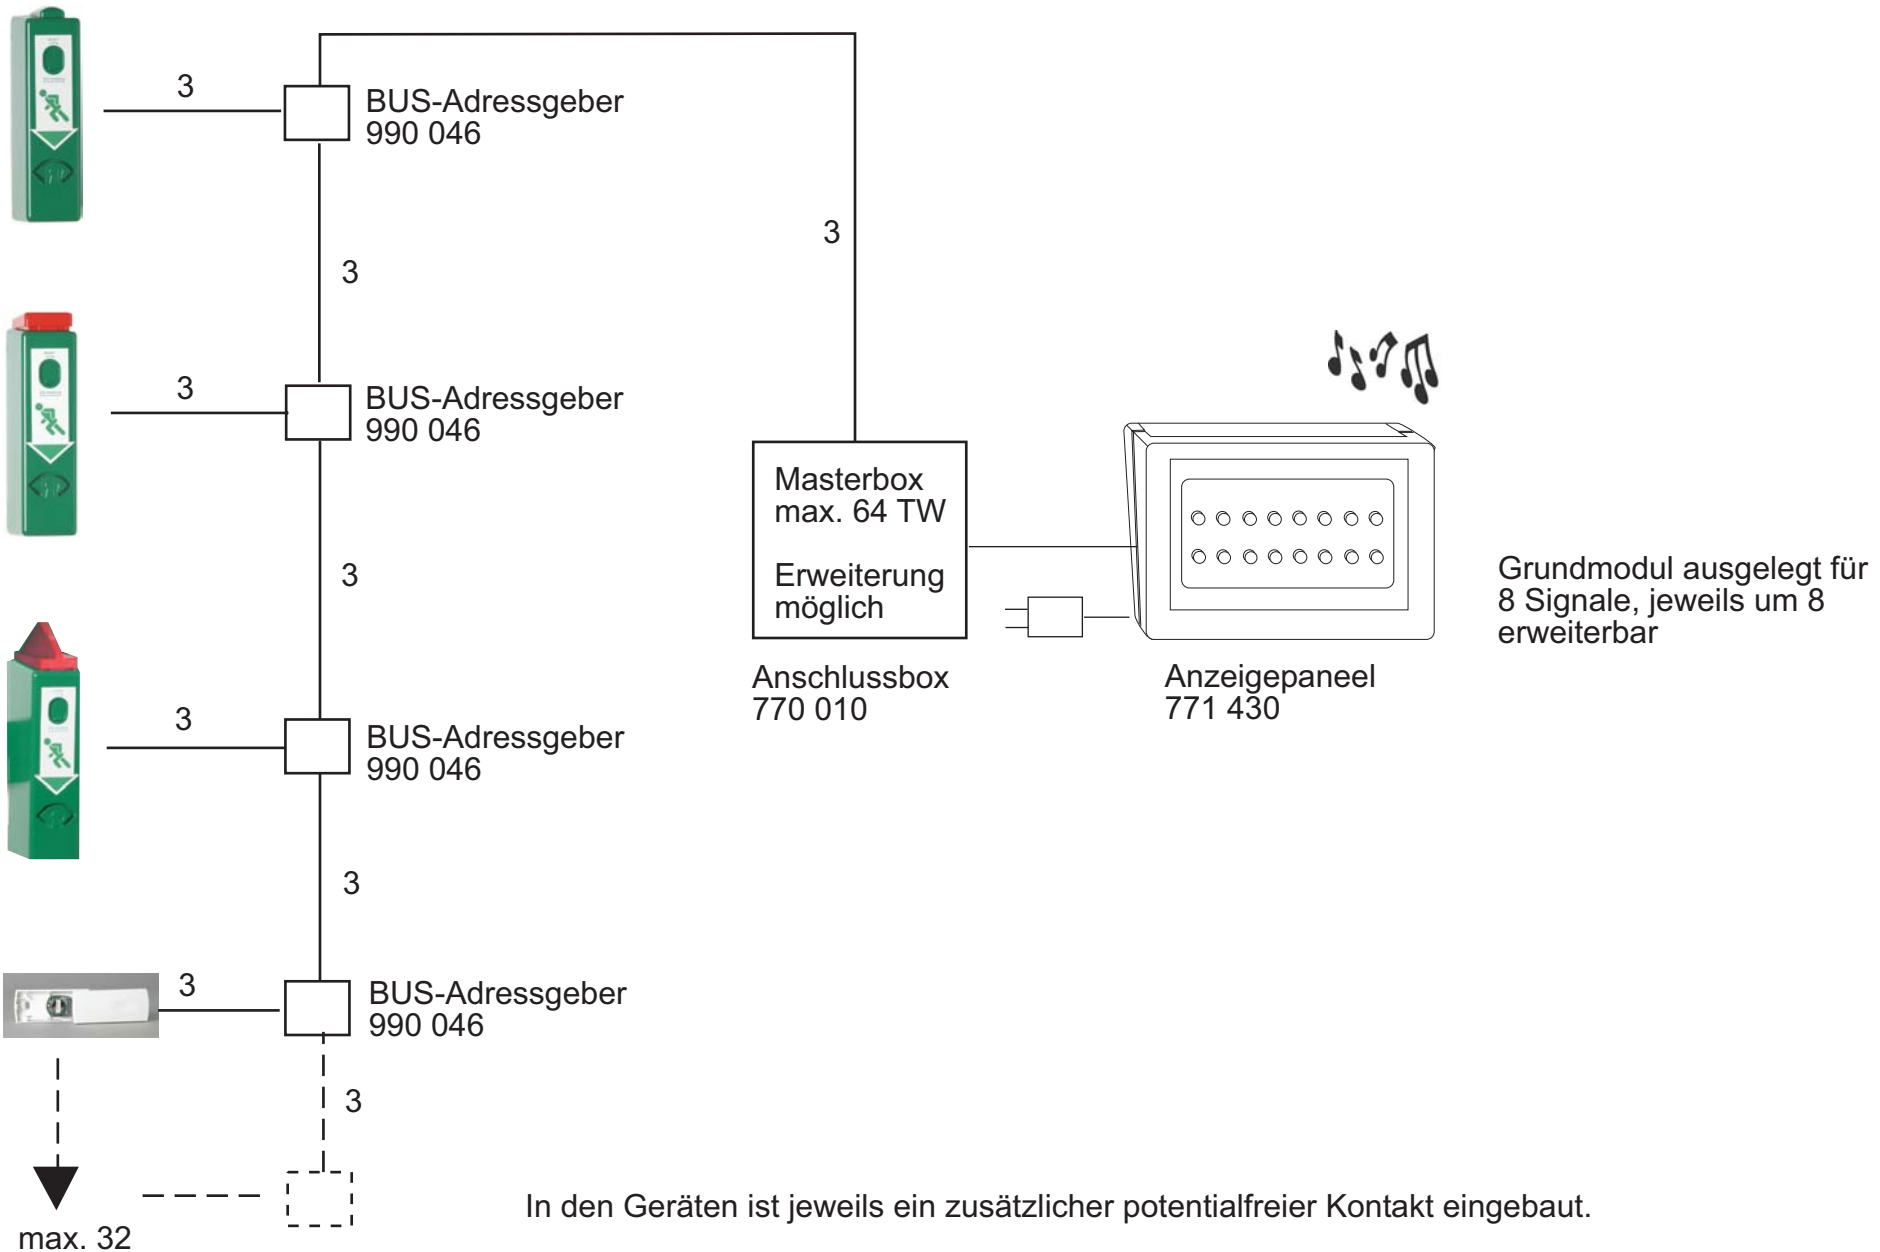 3
BUS-Adressgeber
990 046
3
3
3
BUS-Adressgeber
990 046
3
Masterbox
max. 64 TW
Erweiterung
möglich
Anschlussbox
770 010
Anzeigepaneel
771 430
Grundmodul ausgelegt für
8 Signale, jeweils um 8
erweiterbar
3
BUS-Adressgeber
990 046
3
3
BUS-Adressgeber
990 046
3
max. 32
In den Geräten ist jeweils ein zusätzlicher potentialfreier Kontakt eingebaut.